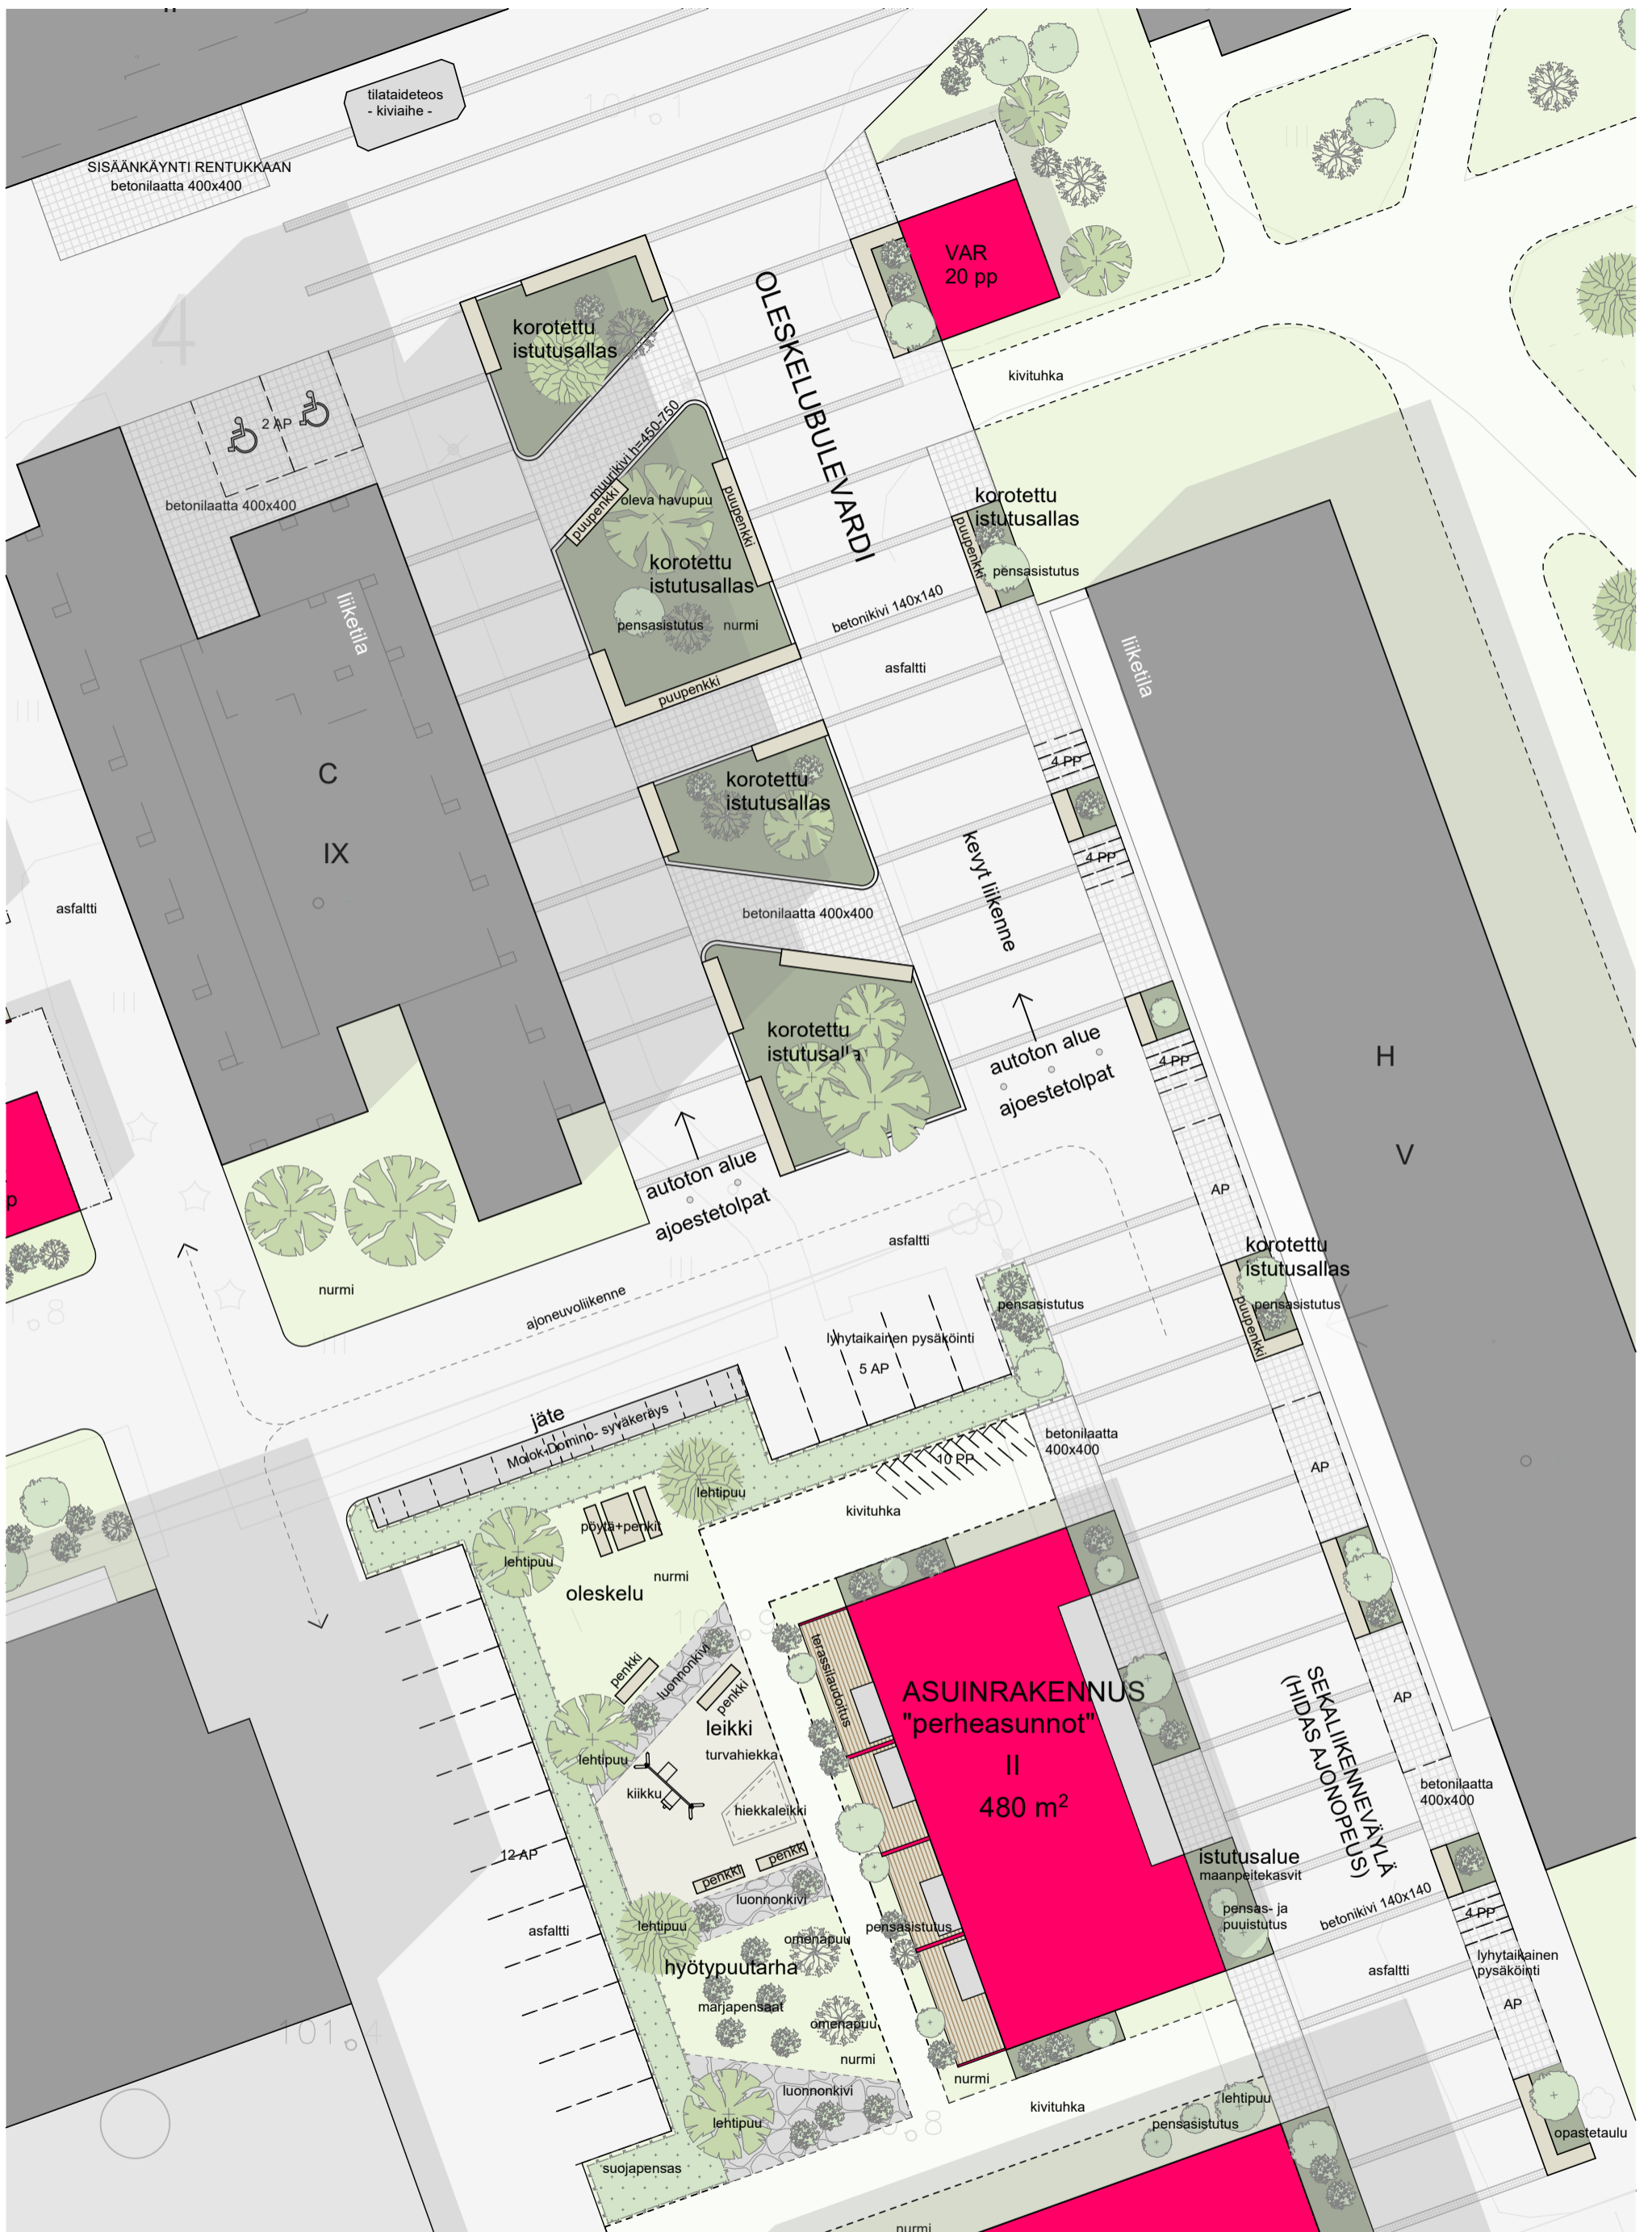 tilataideteos
- kiviaihe -
101.1
SISÄÄNKÄYNTI RENTUKKAAN
betonilaatta 400x400
VAR
20 pp
OLESKELUBULEVARDI
4
korotettu
istutusallas
kivituhka
2 AP
muurikivi h=450-750
betonilaatta 400x400
puupenkki
oleva havupuu
puupenkki
korotettu
istutusallas
puupenkki
pensasistutus
korotettu
istutusallas
pensasistutus
nurmi
betonikivi 140x140
liiketila
liiketila
asfaltti
puupenkki
4 PP
C
korotettu
istutusallas
IX
kevyt liikenne
4 PP
asfaltti
betonilaatta 400x400
korotettu
istutusalla
autoton alue
ajoestetolpat
4 PP
H
V
autoton alue
ajoestetolpat
AP
p
asfaltti
korotettu
istutusallas
nurmi
pensasistutus
pensasistutus
puupenkki
ajoneuvoliikenne
lyhytaikainen pysäköinti
5 AP
jäte
Molok-Domino- syväkeräys
betonilaatta
400x400
10 PP
AP
lehtipuu
kivituhka
pöytä+penkit
lehtipuu
nurmi
oleskelu
terassilaudoitus
penkki
luonnonkivi
penkki
leikki
turvahiekka
ASUINRAKENNUS
"perheasunnot"
II
480 m²
SEKALIIKENNEVÄYLÄ
(HIDAS AJONOPEUS)
AP
lehtipuu
kiikku
hiekkaleikki
betonilaatta
400x400
12 AP
penkki
penkki
luonnonkivi
istutusalue
maanpeitekasvit
pensas- ja
puuistutus
betonikivi 140x140
4 PP
asfaltti
lehtipuu
omenapuu
pensasistutus
hyötypuutarha
lyhytaikainen
pysäköinti
asfaltti
marjapensaat
omenapuu
AP
101.4
nurmi
nurmi
luonnonkivi
kivituhka
lehtipuu
lehtipuu
pensasistutus
opastetaulu
suojapensas
nurmi